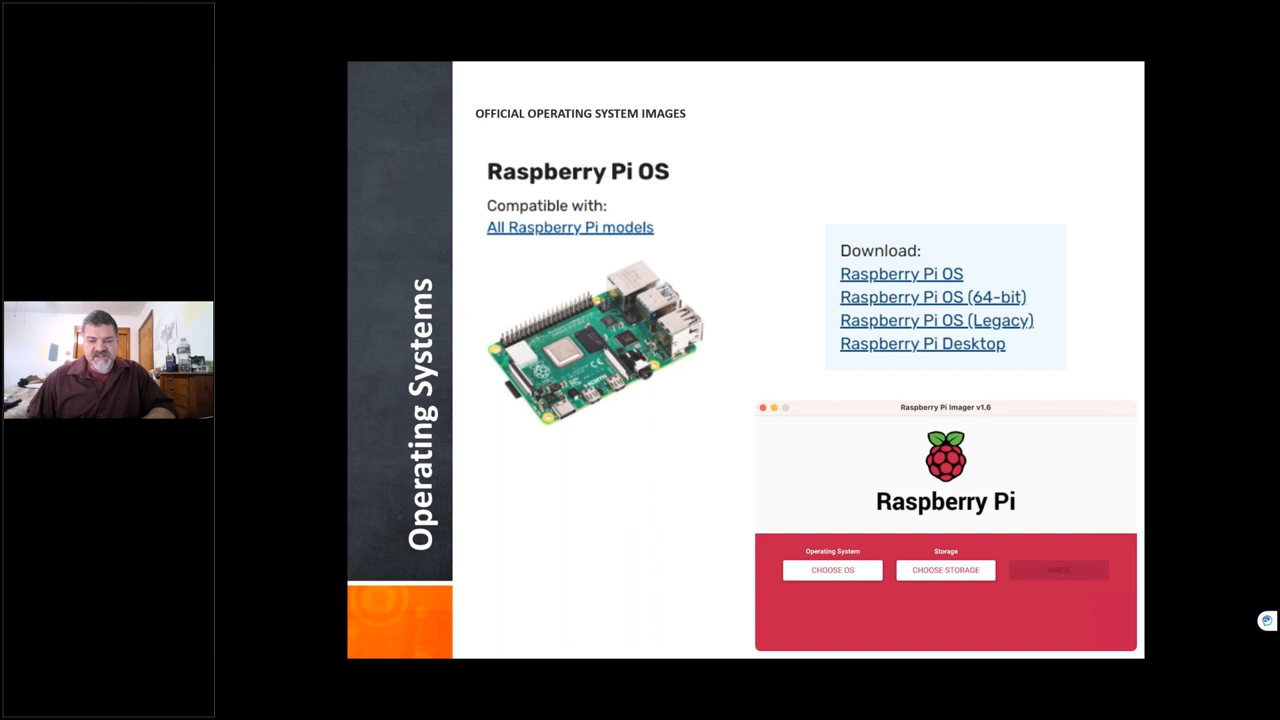 OFFICIAL OPERATING SYSTEM IMAGES
Raspberry Pi OS
Compatible with:
All Raspberry Pi models
Operating Systems
Download:
Raspberry Pi OS
Raspberry Pi OS (64-bit)
Raspberry Pi OS (Legacy)
Raspberry Pi Desktop
Raspberry Pi Imager v1.6
Raspberry Pi
Operating System
Storage
CHOOSE OS
CHOOSE STORAGE
WRITE